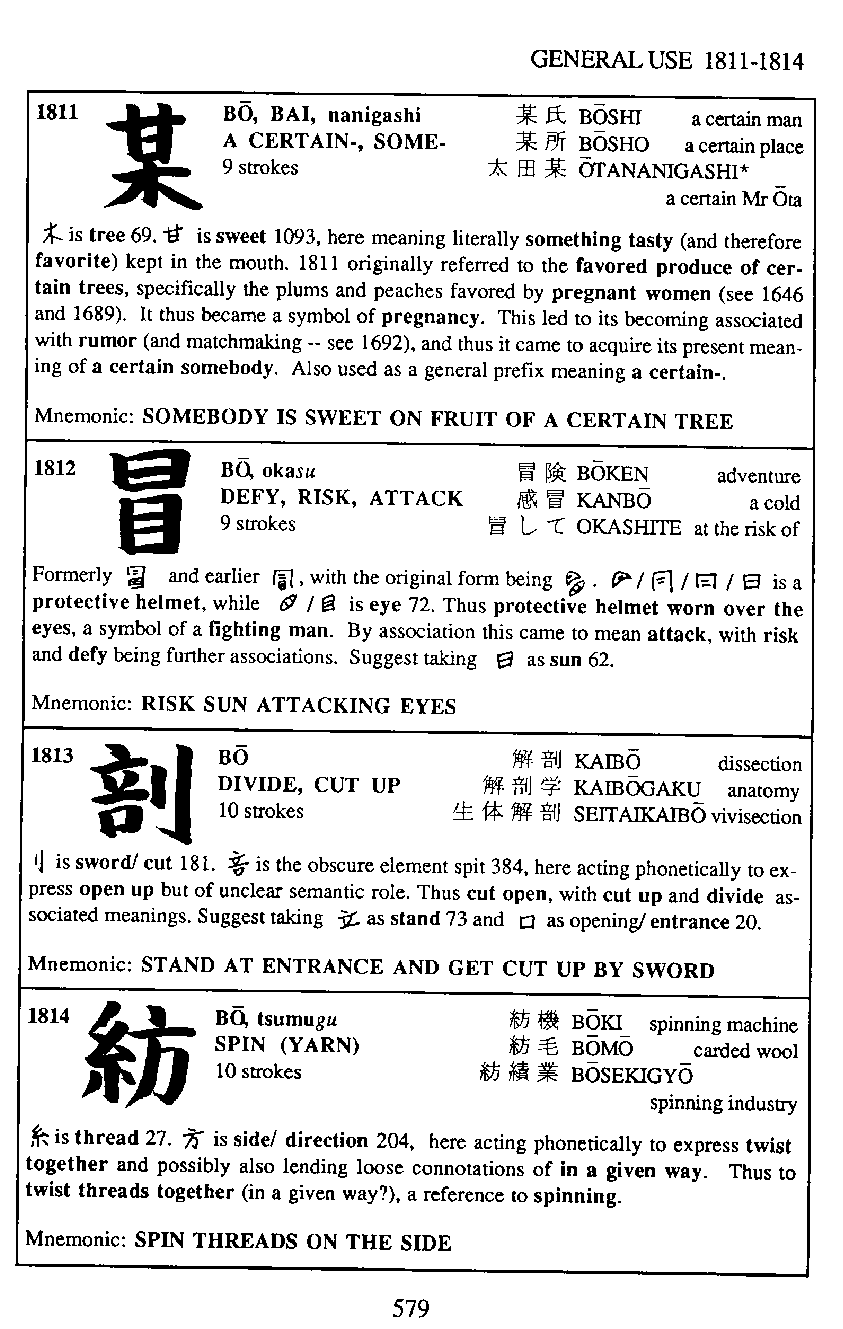 GENERAL USE 1811-1814
1811 某 BŌ, BAI, nanigashi 某氏 BŌSHI a certain man
A CERTAIN-, SOME- 某所 BŌSHO a certain place
9 strokes 太田某 ŌTANANIGASHI*
a certain Mr Ōta
木 is tree 69. 甘 is sweet 1093, here meaning literally something tasty (and therefore
favorite) kept in the mouth. 1811 originally referred to the favored produce of cer-
tain trees, specifically the plums and peaches favored by pregnant women (see 1646
and 1689). It thus became a symbol of pregnancy. This led to its becoming associated
with rumor (and matchmaking -- see 1692), and thus it came to acquire its present mean-
ing of a certain somebody. Also used as a general prefix meaning a certain-.
Mnemonic: SOMEBODY IS SWEET ON FRUIT OF A CERTAIN TREE
1812 冒 BŌ, okasu 冒険 BŌKEN adventure
DEFY, RISK, ATTACK 感冒 KANBŌ a cold
9 strokes 冒して OKASHITE at the risk of
Formerly and earlier , with the original form being . / / / is a
protective helmet, while / is eye 72. Thus protective helmet worn over the
eyes, a symbol of a fighting man. By association this came to mean attack, with risk
and defy being further associations. Suggest taking 日 as sun 62.
Mnemonic: RISK SUN ATTACKING EYES
1813 剖 BŌ 解剖 KAIBŌ dissection
DIVIDE, CUT UP 解剖学 KAIBŌGAKU anatomy
10 strokes 生体解剖 SEITAIKAIBŌ vivisection
刂 is sword/ cut 181. 咅 is the obscure element spit 384, here acting phonetically to ex-
press open up but of unclear semantic role. Thus cut open, with cut up and divide as-
sociated meanings. Suggest taking 立 as stand 73 and 口 as opening/ entrance 20.
Mnemonic: STAND AT ENTRANCE AND GET CUT UP BY SWORD
1814 紡 BŌ, tsumugu 紡機 BŌKI spinning machine
SPIN (YARN) 紡毛 BŌMŌ carded wool
10 strokes 紡績業 BŌSEKIGYŌ
spinning industry
糸 is thread 27. 方 is side/ direction 204, here acting phonetically to express twist
together and possibly also lending loose connotations of in a given way. Thus to
twist threads together (in a given way?), a reference to spinning.
Mnemonic: SPIN THREADS ON THE SIDE
579